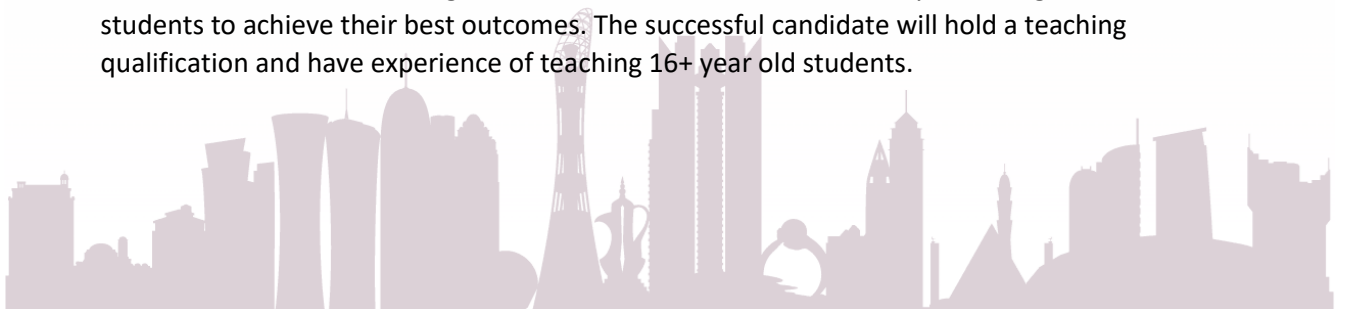 students to achieve their best outcomes. The successful candidate will hold a teaching
qualification and have experience of teaching 16+ year old students.